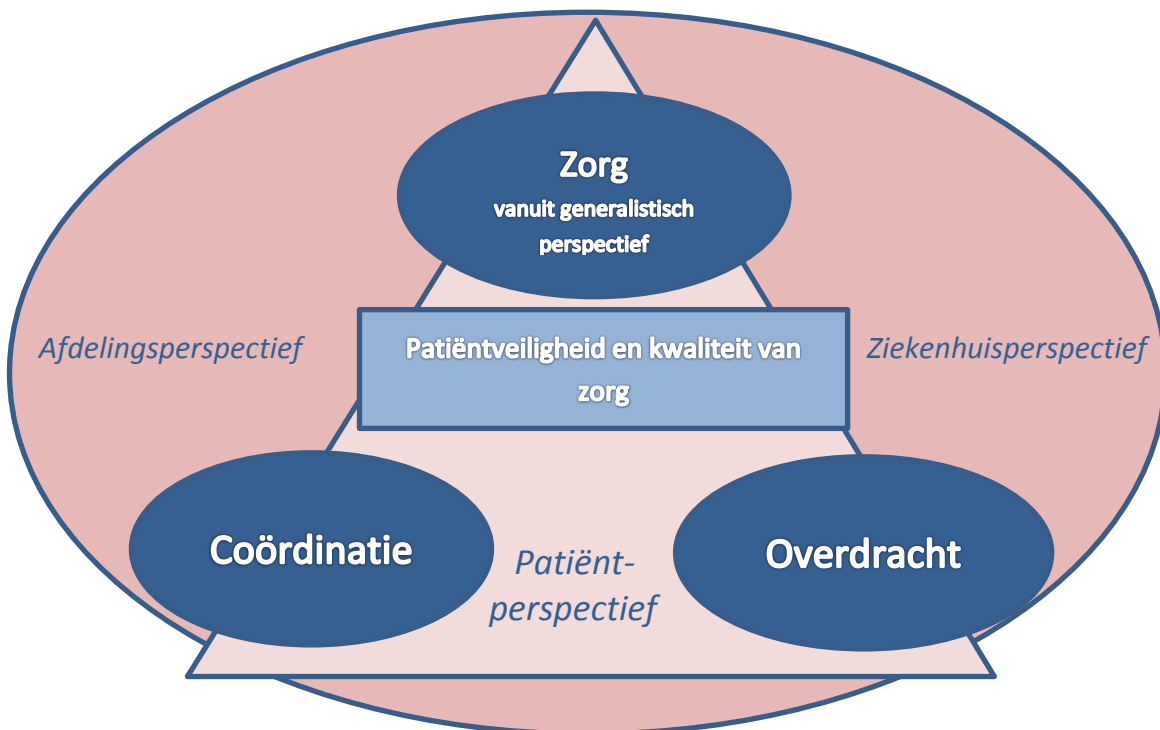 Zorg
vanuit generalistisch
perspectief
Afdelingsperspectief
Patiëntveiligheid en kwaliteit van
zorg
Ziekenhuisperspectief
Coördinatie
Patiënt-
perspectief
Overdracht